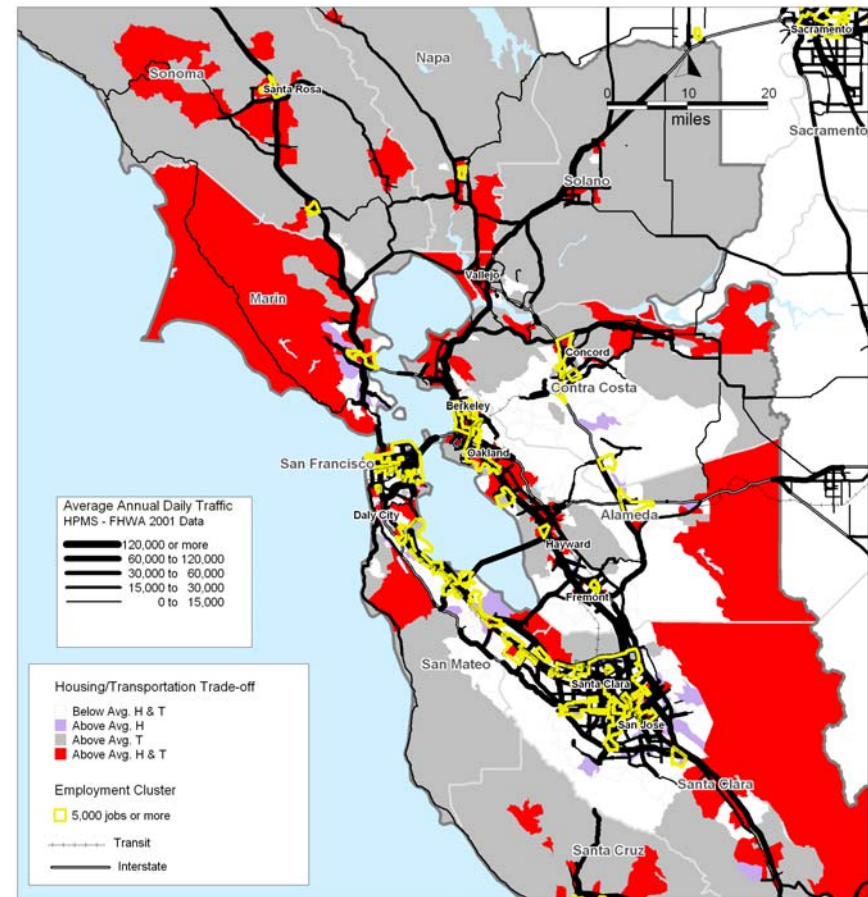 Sacramento
Napa
Sonoma
Santa Rosa
0
10
20
miles
Sacramento
Solano
Vallejo
Marin
Concord
Contra Costa
Berkeley
Oakland
San Francisco
Daly City
Alameda
Hayward
Fremont
San Mateo
Santa Clara
San Jose
Santa Clara
Santa Cruz
Average Annual Daily Traffic
HPMS - FHWA 2001 Data
120,000 or more
60,000 to 120,000
30,000 to 60,000
15,000 to 30,000
0 to 15,000
Housing/Transportation Trade-off
Below Avg. H & T
Above Avg. H
Above Avg. T
Above Avg. H & T
Employment Cluster
5,000 jobs or more
Transit
Interstate